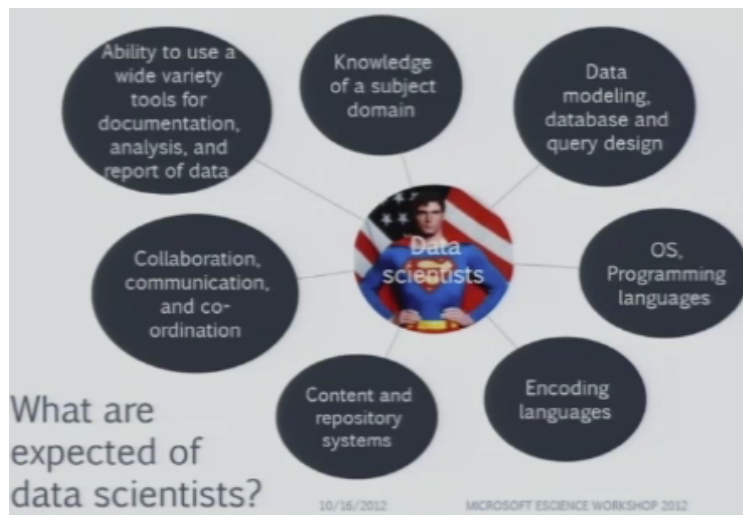 Ability to use a
wide variety
tools for
documentation,
analysis, and
report of data
Knowledge
of a subject
domain
Data
modeling,
database and
query design
Collaboration,
communication,
and co-
ordination
Data
scientists
OS,
Programming
languages
Content and
repository
systems
Encoding
languages
What are
expected of
data scientists?
10/16/2012
MICROSOFT ESCIENCE WORKSHOP 2012